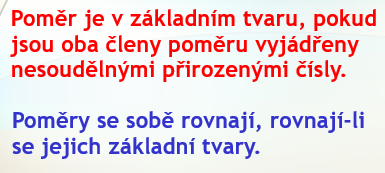 Poměr je v základním tvaru, pokud
jsou oba členy poměru vyjádřeny
nesoudělnými přirozenými čísly.
Poměry se sobě rovnají, rovnají-li
se jejich základní tvary.